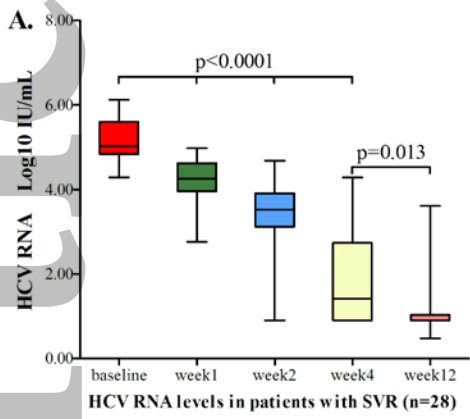 A.
8.00
p<0.0001
6.00
p=0.013
4.00
2.00
0.00
HCV RNA Log10 IU/mL
baseline week1 week2 week4 week12
HCV RNA levels in patients with SVR (n=28)